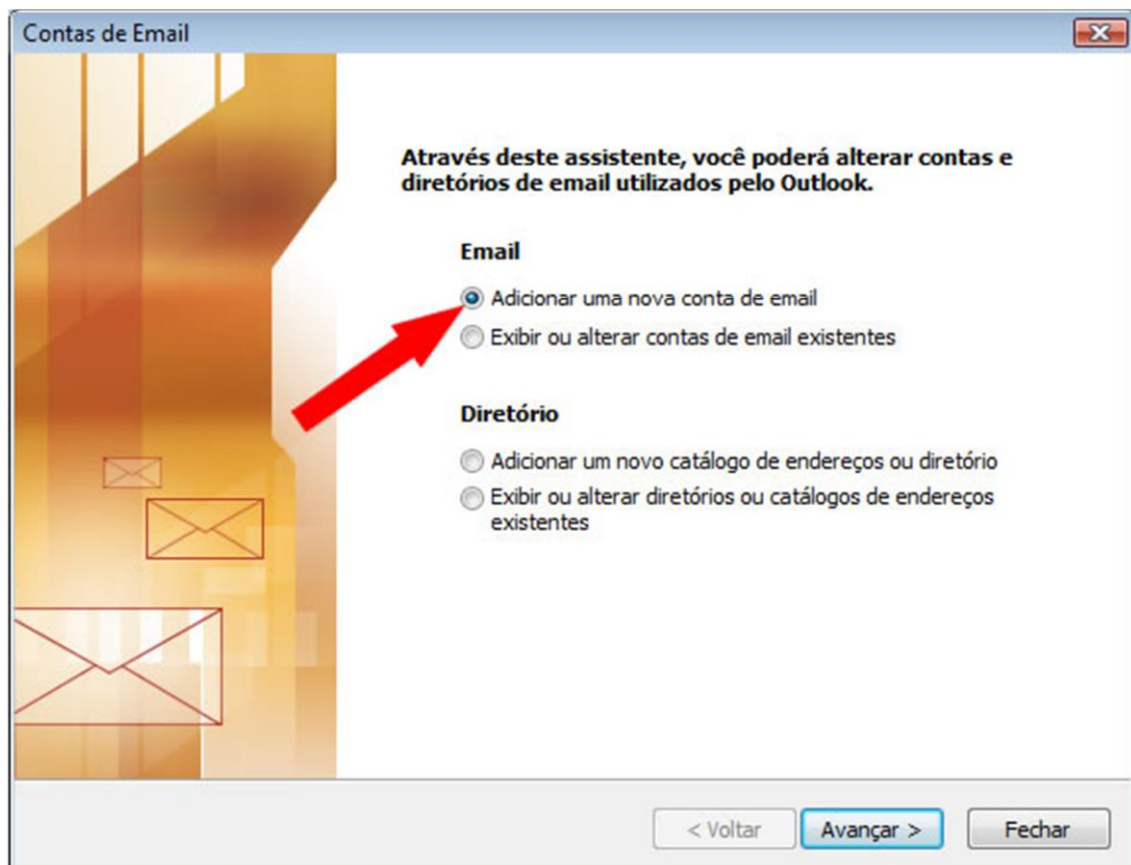 Contas de Email
Através deste assistente, você poderá alterar contas e
diretórios de email utilizados pelo Outlook.
Email
Adicionar uma nova conta de email
Exibir ou alterar contas de email existentes
Diretório
Adicionar um novo catálogo de endereços ou diretório
Exibir ou alterar diretórios ou catálogos de endereços
existentes
< Voltar
Avançar >
Fechar